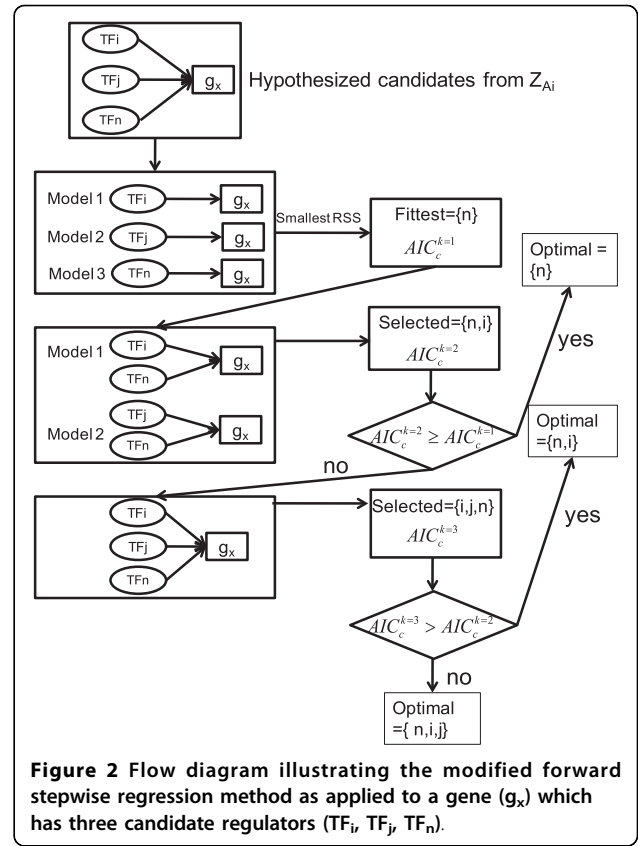 TFi
TFj
TFn
gx
Hypothesized candidates from ZAi
Model 1 TFi gx
Model 2 TFj gx
Model 3 TFn gx
Smallest RSS
Fittest={n}
AICc^k=1
Optimal =
{n}
yes
Model 1
TFi
TFn
gx
Model 2
TFj
TFn
gx
Selected={n,i}
AICc^k=2
AICc^k=2 ≥ AICc^k=1
no
Optimal
={n,i}
yes
TFi
TFj
TFn
gx
Selected={i,j,n}
AICc^k=3
AICc^k=3 > AICc^k=2
no
Optimal
={ n,i,j}
Figure 2 Flow diagram illustrating the modified forward
stepwise regression method as applied to a gene (gx) which
has three candidate regulators (TFi, TFj, TFn).